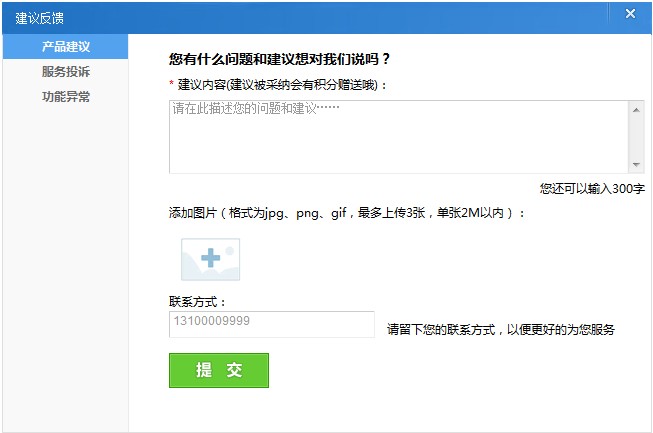 建议反馈
产品建议
服务投诉
功能异常
您有什么问题和建议想对我们说吗？
* 建议内容(建议被采纳会有积分赠送哦)：
请在此描述您的问题和建议……
您还可以输入300字
添加图片（格式为jpg、png、gif，最多上传3张，单张2M以内）：
联系方式：
13100009999
请留下您的联系方式，以便更好的为您服务
提 交